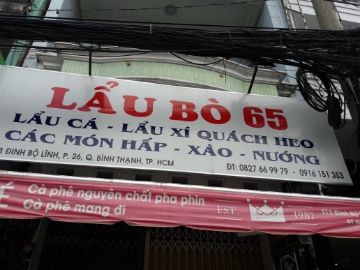 LẨU BÒ 65
LẨU CÁ - LẨU XÍ QUÁCH HEO
CÁC MÓN HẤP - XÀO - NƯỚNG
ĐINH BỘ LĨNH, P. 26, Q. BÌNH THẠNH, TP. HCM
ĐT: 0827 66 99 79 - 0916 151 353
Cà phê nguyên chất pha phin
Cà phê mang đi
EST. 1987